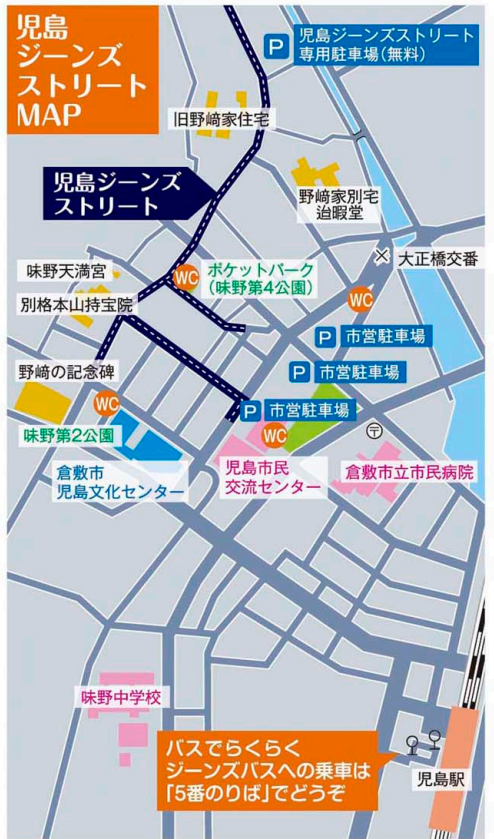 児島
ジーンズ
ストリート
MAP
P
児島ジーンズストリート
専用駐車場(無料)
旧野﨑家住宅
児島ジーンズ
ストリート
野﨑家別宅
迨暇堂
大正橋交番
味野天満宮
WC
ポケットパーク
(味野第4公園)
別格本山持宝院
WC
P
市営駐車場
野﨑の記念碑
P
市営駐車場
WC
P
市営駐車場
味野第2公園
WC
倉敷市
児島文化センター
児島市民
交流センター
倉敷市立市民病院
味野中学校
バスでらくらく
ジーンズバスへの乗車は
「5番のりば」でどうぞ
児島駅